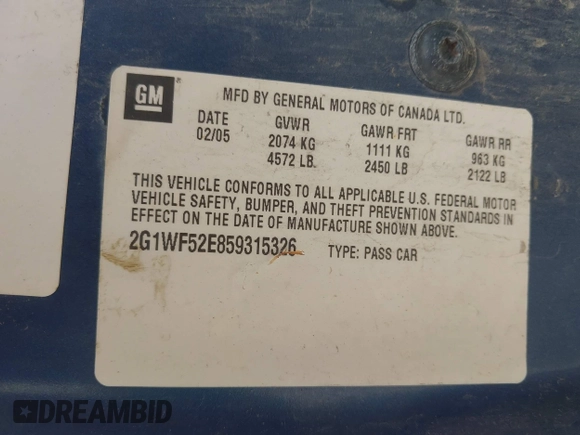 GM
MFD BY GENERAL MOTORS OF CANADA LTD.
DATE GVWR GAWR FRT GAWR RR
02/05 2074 KG 1111 KG 963 KG
4572 LB. 2450 LB 2122 LB
THIS VEHICLE CONFORMS TO ALL APPLICABLE U.S. FEDERAL MOTOR
VEHICLE SAFETY, BUMPER, AND THEFT PREVENTION STANDARDS IN
EFFECT ON THE DATE OF MANUFACTURE SHOWN ABOVE.
2G1WF52E859315326 TYPE: PASS CAR
DREAMBID